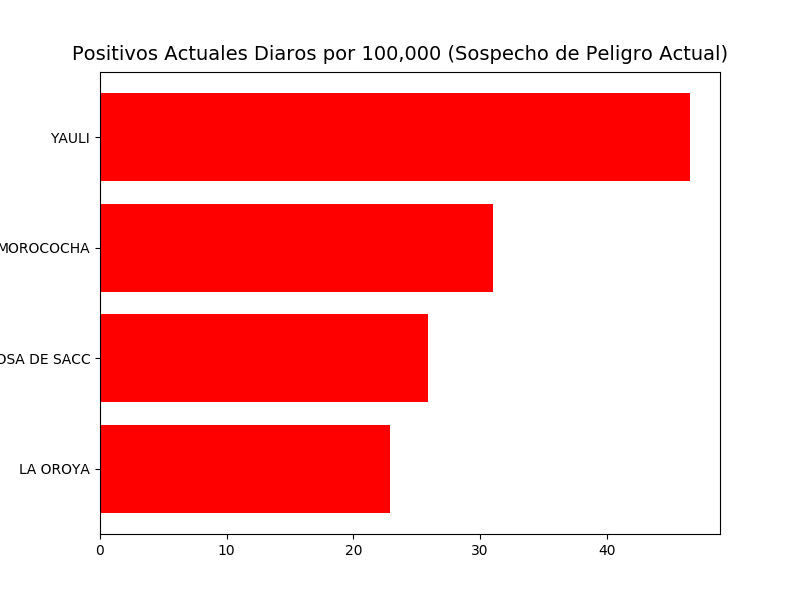 Positivos Actuales Diaros por 100,000 (Sospecho de Peligro Actual)
YAULI
MOROCOCHA
OSA DE SACC
LA OROYA
0 10 20 30 40